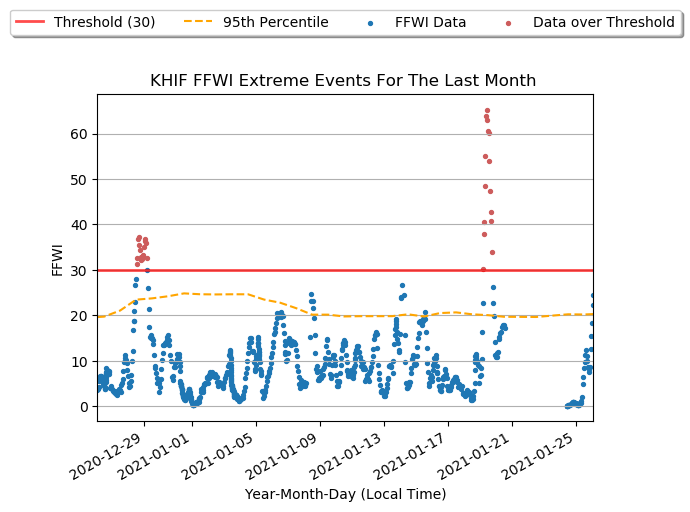 Threshold (30) 95th Percentile FFWI Data Data over Threshold
KHIF FFWI Extreme Events For The Last Month
FFWI
60
50
40
30
20
10
0
2020-12-29 2021-01-01 2021-01-05 2021-01-09 2021-01-13 2021-01-17 2021-01-21 2021-01-25
Year-Month-Day (Local Time)